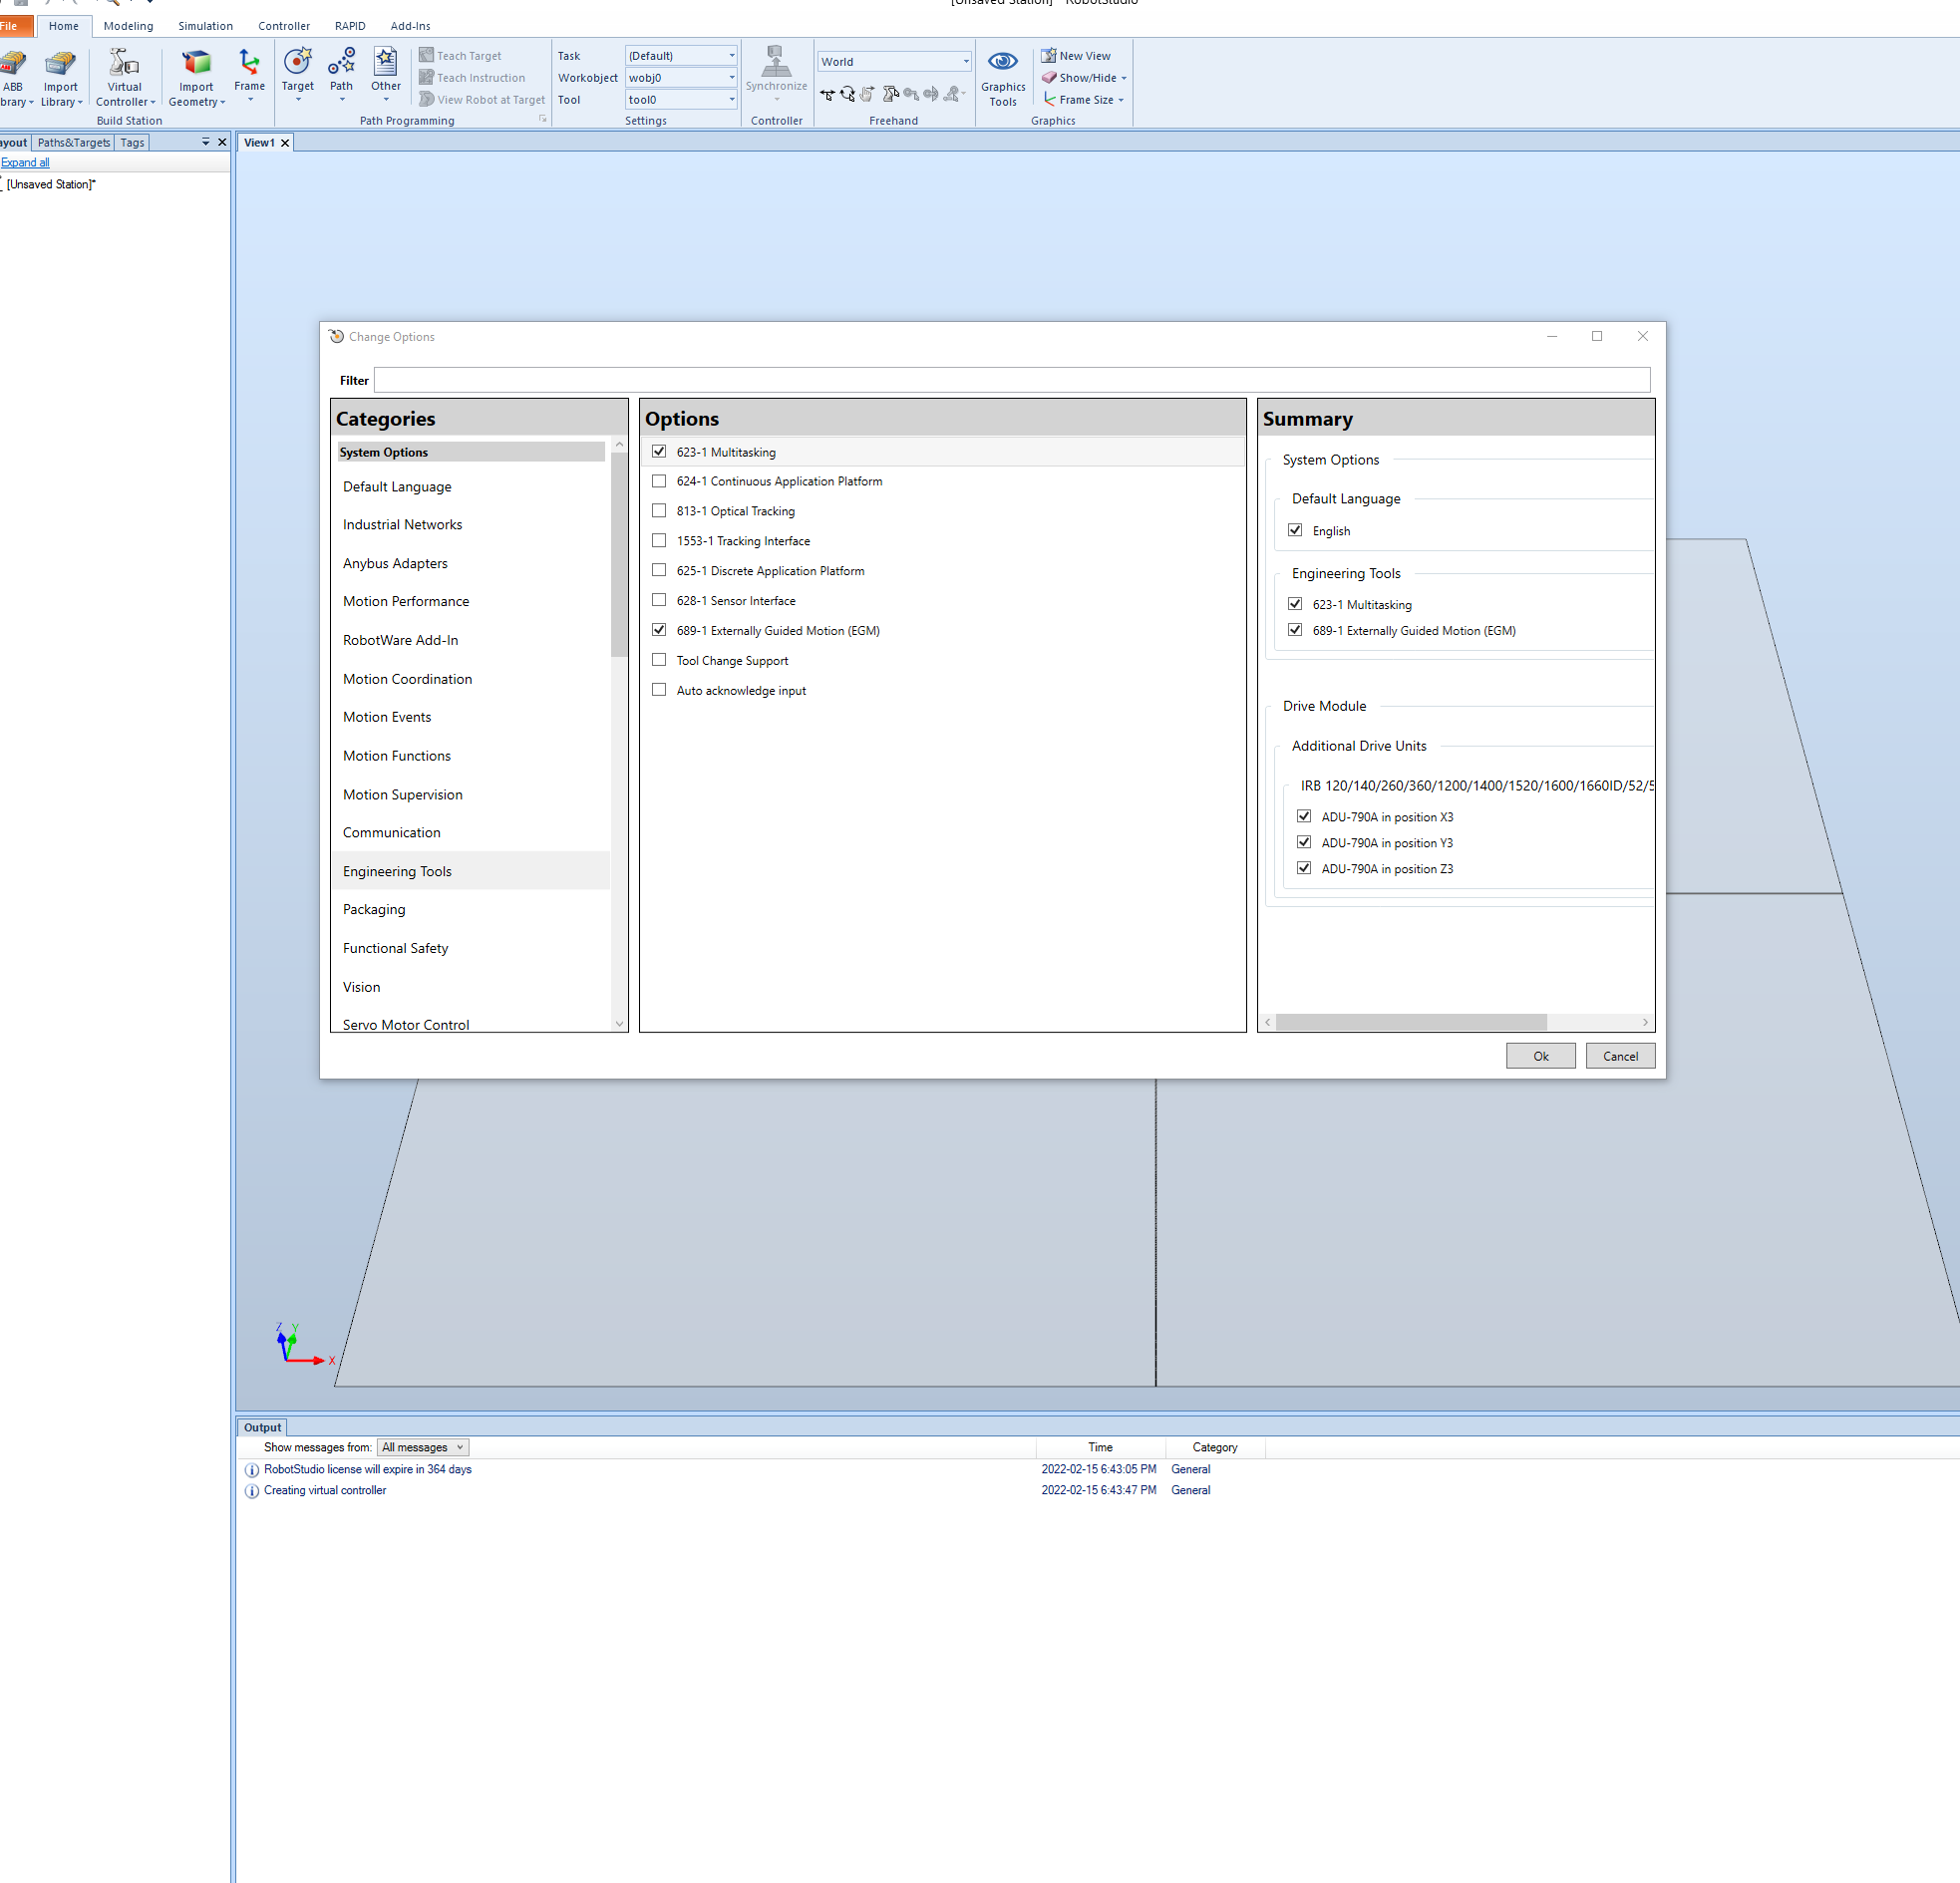 [Unsaved Station] - RobotStudio
File Home Modeling Simulation Controller RAPID Add-Ins
ABB
brary
Import
Library
Virtual
Controller
Import
Geometry
Frame
Build Station
Target
Path
Other
Teach Target
Teach Instruction
View Robot at Target
Path Programming
Task (Default)
Workobject wobj0
Tool tool0
Settings
Synchronize
Controller
World
Freehand
Graphics
Tools
New View
Show/Hide
Frame Size
Graphics
ayout Paths&Targets Tags
Expand all
[Unsaved Station]*
View1
Change Options
Filter
Categories
System Options
Default Language
Industrial Networks
Anybus Adapters
Motion Performance
RobotWare Add-In
Motion Coordination
Motion Events
Motion Functions
Motion Supervision
Communication
Engineering Tools
Packaging
Functional Safety
Vision
Servo Motor Control
Options
623-1 Multitasking
624-1 Continuous Application Platform
813-1 Optical Tracking
1553-1 Tracking Interface
625-1 Discrete Application Platform
628-1 Sensor Interface
689-1 Externally Guided Motion (EGM)
Tool Change Support
Auto acknowledge input
Summary
System Options
Default Language
English
Engineering Tools
623-1 Multitasking
689-1 Externally Guided Motion (EGM)
Drive Module
Additional Drive Units
IRB 120/140/260/360/1200/1400/1520/1600/1660ID/52/5
ADU-790A in position X3
ADU-790A in position Y3
ADU-790A in position Z3
Ok Cancel
Z Y
X
Output
Show messages from: All messages Time Category
RobotStudio license will expire in 364 days 2022-02-15 6:43:05 PM General
Creating virtual controller 2022-02-15 6:43:47 PM General